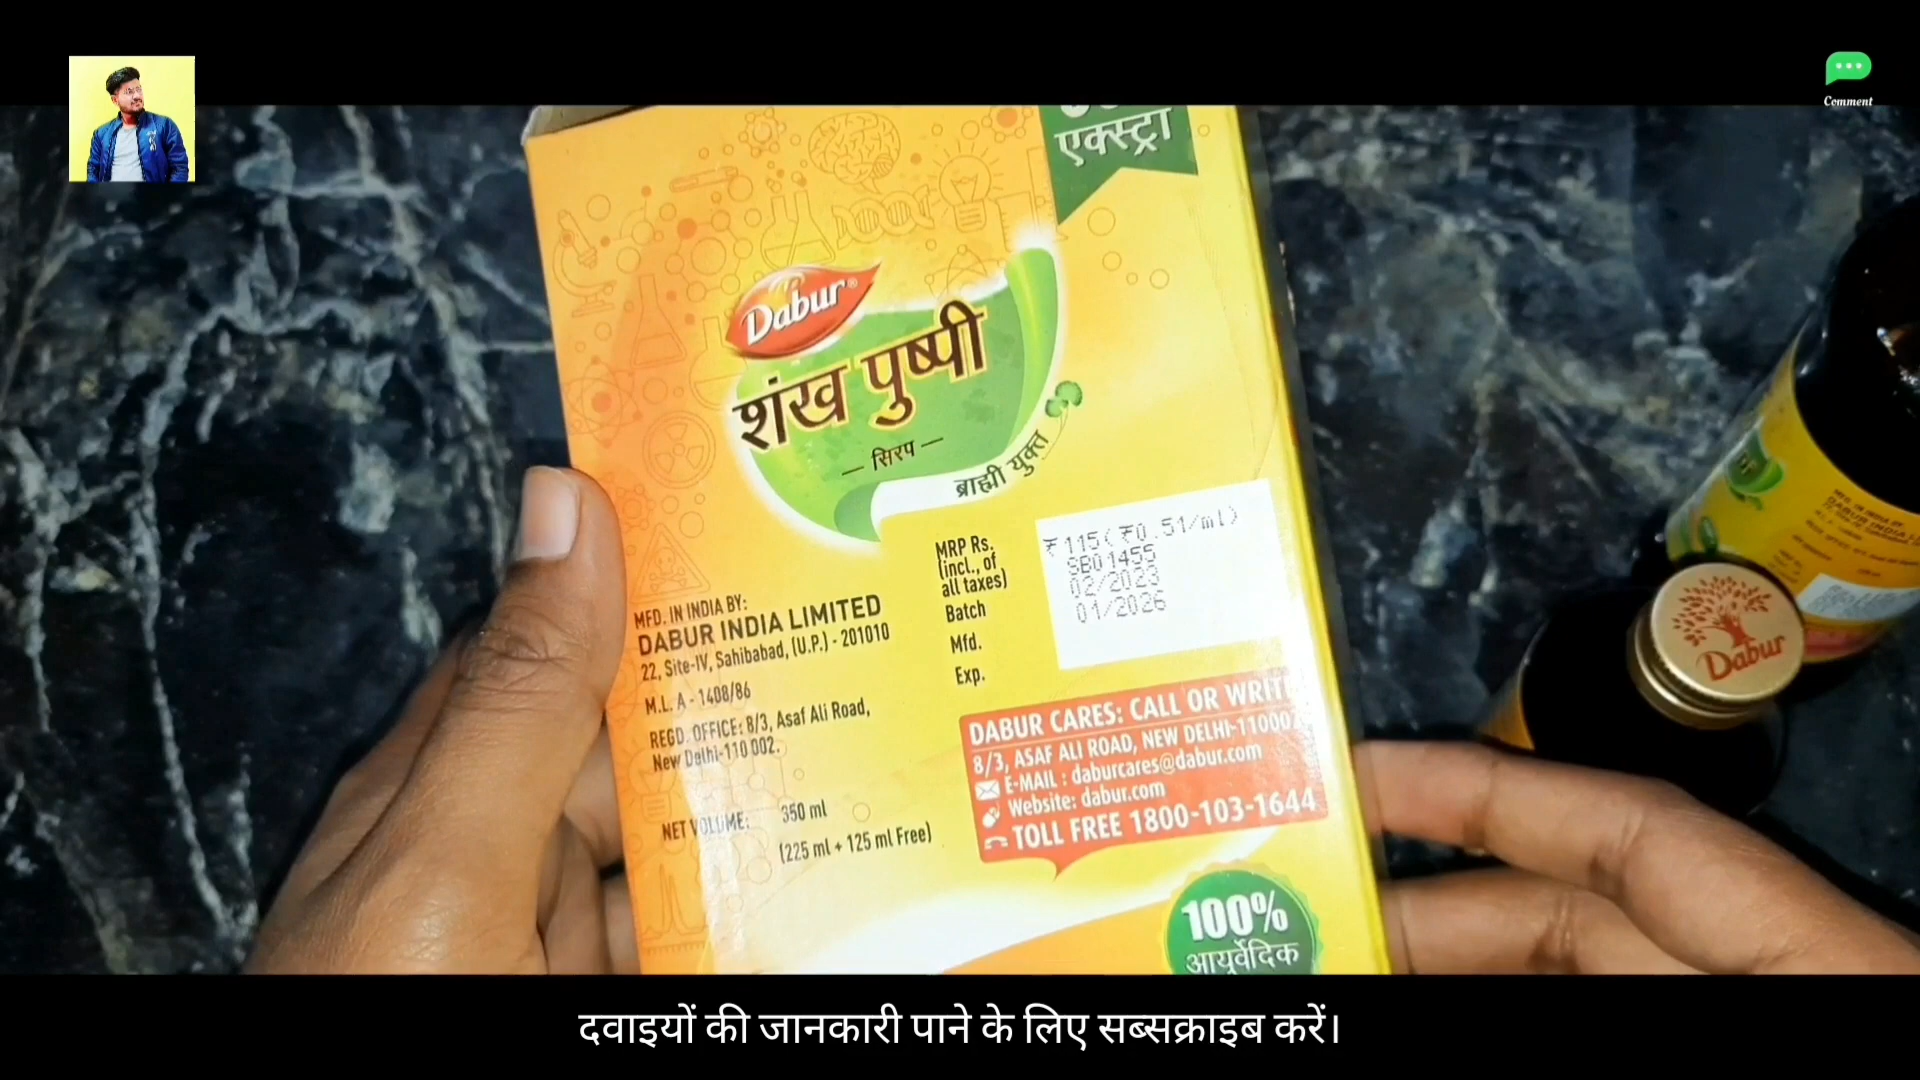 Comment
एक्स्ट्रा
Dabur
शंख पुष्पी
— सिरप —
ब्राह्मी युक्त
MRP Rs.
(incl., of
all taxes)
Batch
Mfd.
Exp.
₹ 115(₹0.51/ml)
SB01455
02/2023
01/2026
MFD. IN INDIA BY:
DABUR INDIA LIMITED
22, Site-IV, Sahibabad, (U.P.) - 201010
M.L. A - 1408/86
REGD. OFFICE: 8/3, Asaf Ali Road,
New Delhi-110 002.
NET VOLUME: 350 ml
(225 ml + 125 ml Free)
DABUR CARES: CALL OR WRIT
8/3, ASAF ALI ROAD, NEW DELHI-110002
E-MAIL : daburcares@dabur.com
Website: dabur.com
TOLL FREE 1800-103-1644
100%
आयुर्वेदिक
Dabur
दवाइयों की जानकारी पाने के लिए सब्सक्राइब करें।